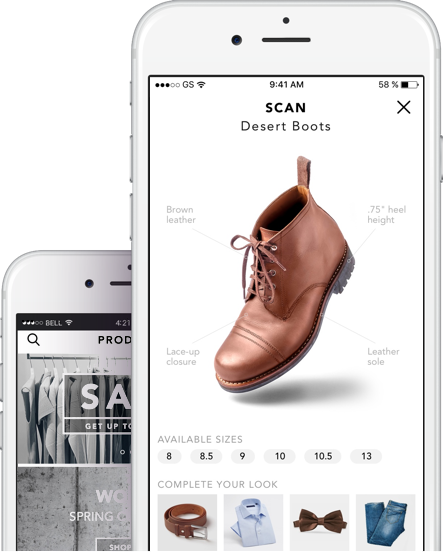 GS
9:41 AM
58 %
SCAN
Desert Boots
Brown
leather
.75" heel
height
Lace-up
closure
Leather
sole
AVAILABLE SIZES
8 8.5 9 10 10.5 13
COMPLETE YOUR LOOK
BELL
4:21
PROD
SA
GET UP TO
WO
SPRING
SHOP